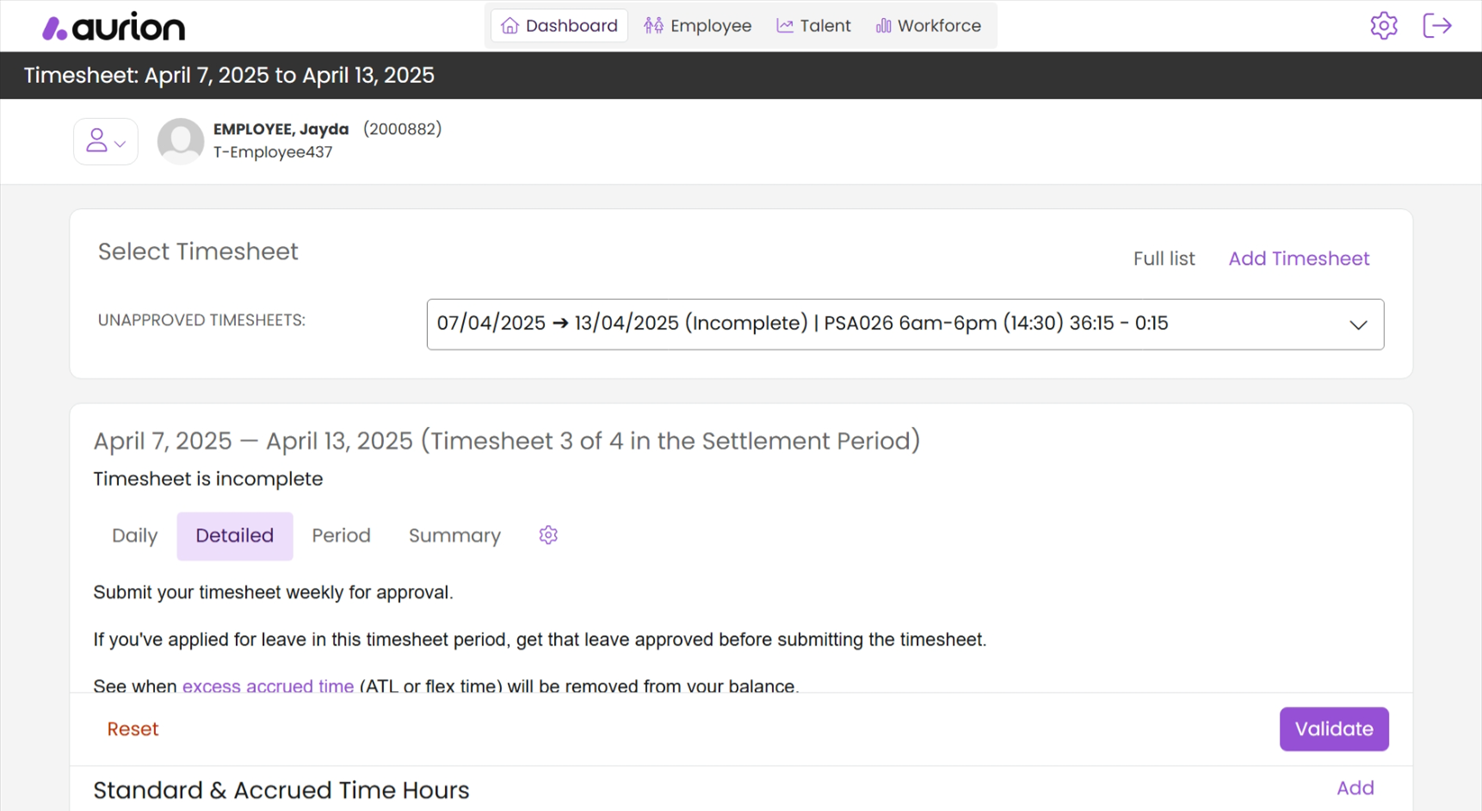 aurion
Dashboard Employee Talent Workforce
Timesheet: April 7, 2025 to April 13, 2025
EMPLOYEE, Jayda (2000882)
T-Employee437
Select Timesheet
Full list Add Timesheet
UNAPPROVED TIMESHEETS:
07/04/2025 ➔ 13/04/2025 (Incomplete) | PSA026 6am-6pm (14:30) 36:15 - 0:15
April 7, 2025 — April 13, 2025 (Timesheet 3 of 4 in the Settlement Period)
Timesheet is incomplete
Daily Detailed Period Summary
Submit your timesheet weekly for approval.
If you've applied for leave in this timesheet period, get that leave approved before submitting the timesheet.
See when excess accrued time (ATL or flex time) will be removed from your balance.
Reset Validate
Standard & Accrued Time Hours Add